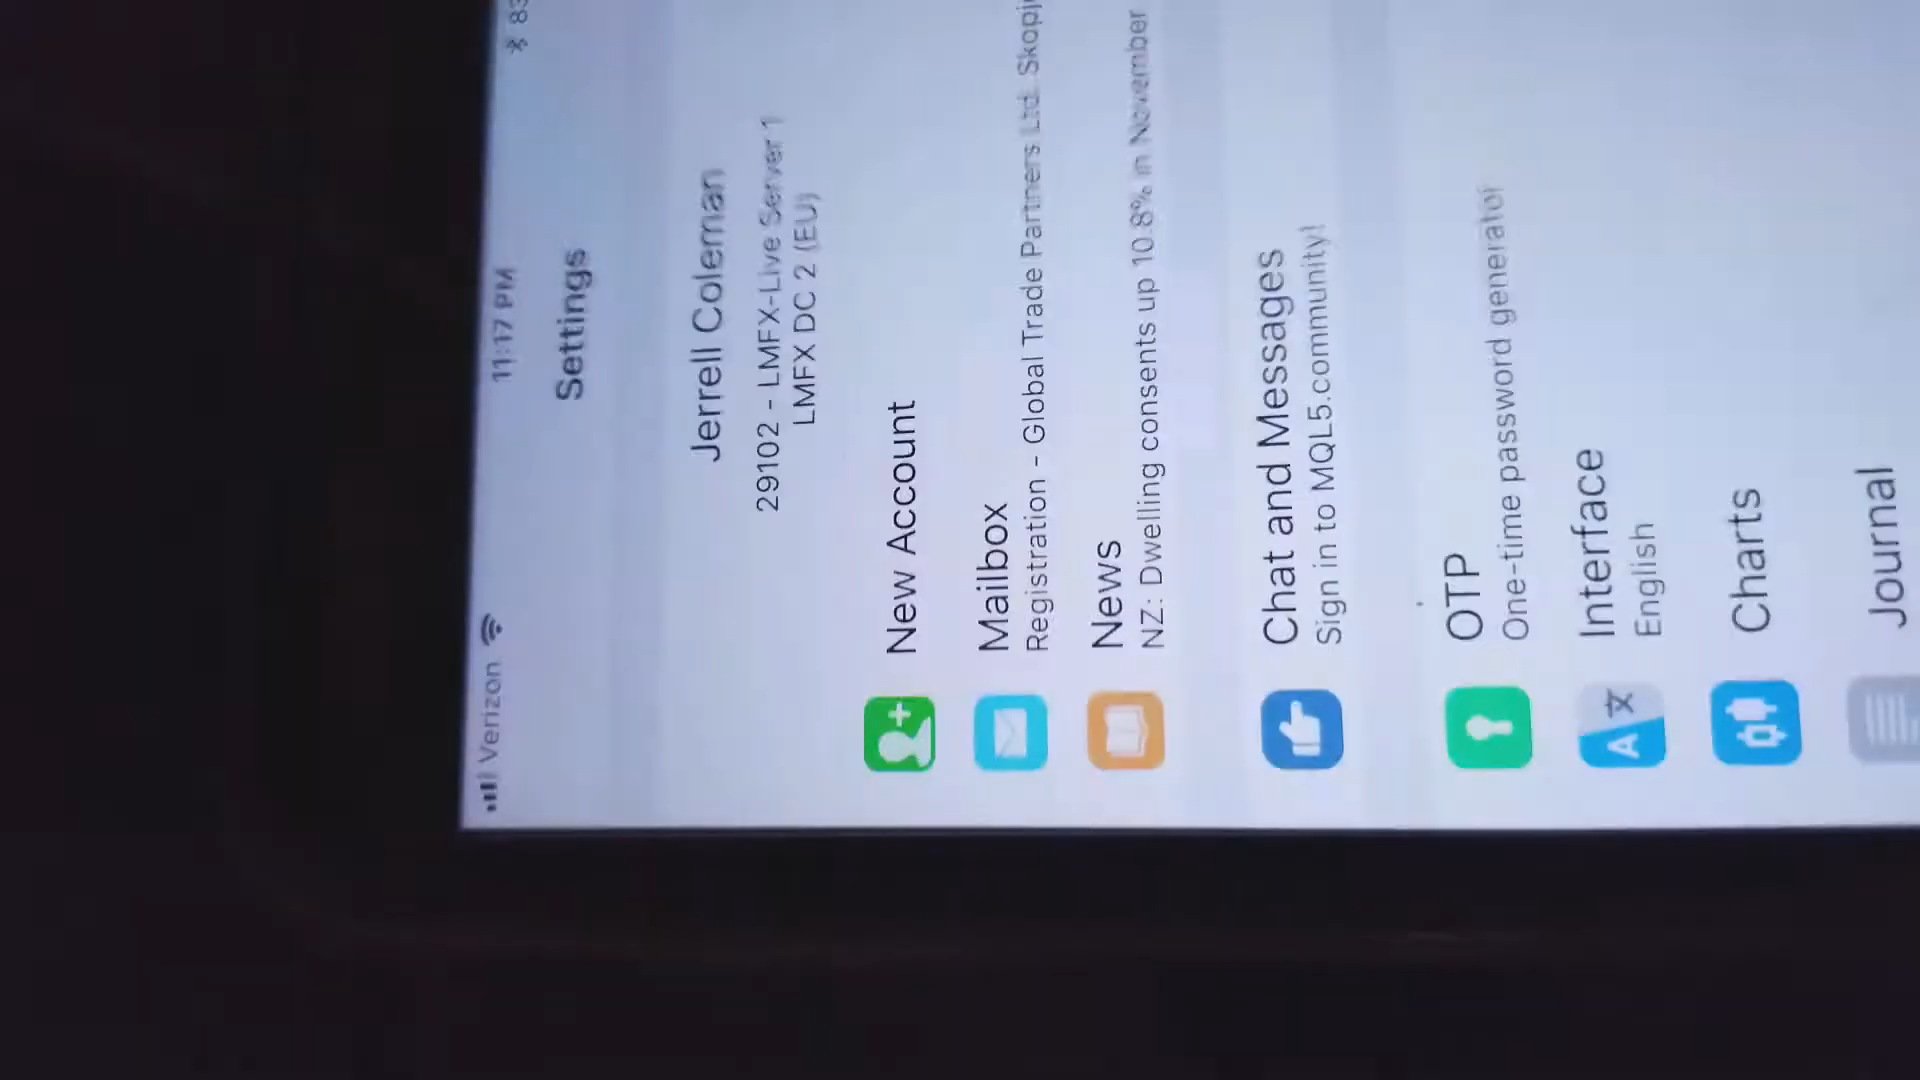 Verizon 11:17 PM 83
Settings
Jerrell Coleman
29102 - LMFX-Live Server 1
LMFX DC 2 (EU)
New Account
Mailbox
Registration - Global Trade Partners Ltd. Skopj
News
NZ: Dwelling consents up 10.8% in November
Chat and Messages
Sign in to MQL5.community!
OTP
One-time password generator
A 文
Interface
English
Charts
Journal